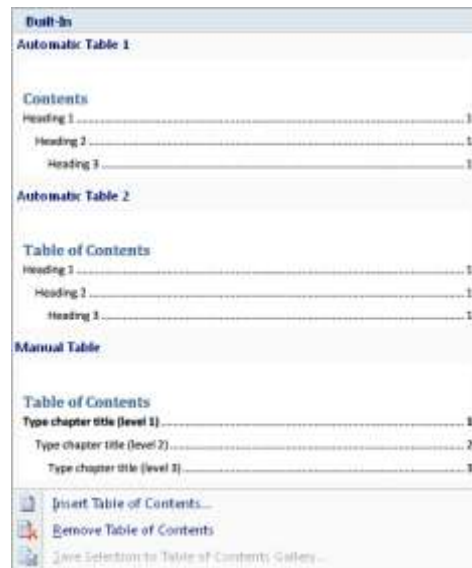 Built-In
Automatic Table 1
Contents
Heading 1 1
Heading 2 1
Heading 3 1
Automatic Table 2
Table of Contents
Heading 1 1
Heading 2 1
Heading 3 1
Manual Table
Table of Contents
Type chapter title (level 1) 1
Type chapter title (level 2) 2
Type chapter title (level 3) 3
Insert Table of Contents...
Remove Table of Contents
Save Selection to Table of Contents Gallery...